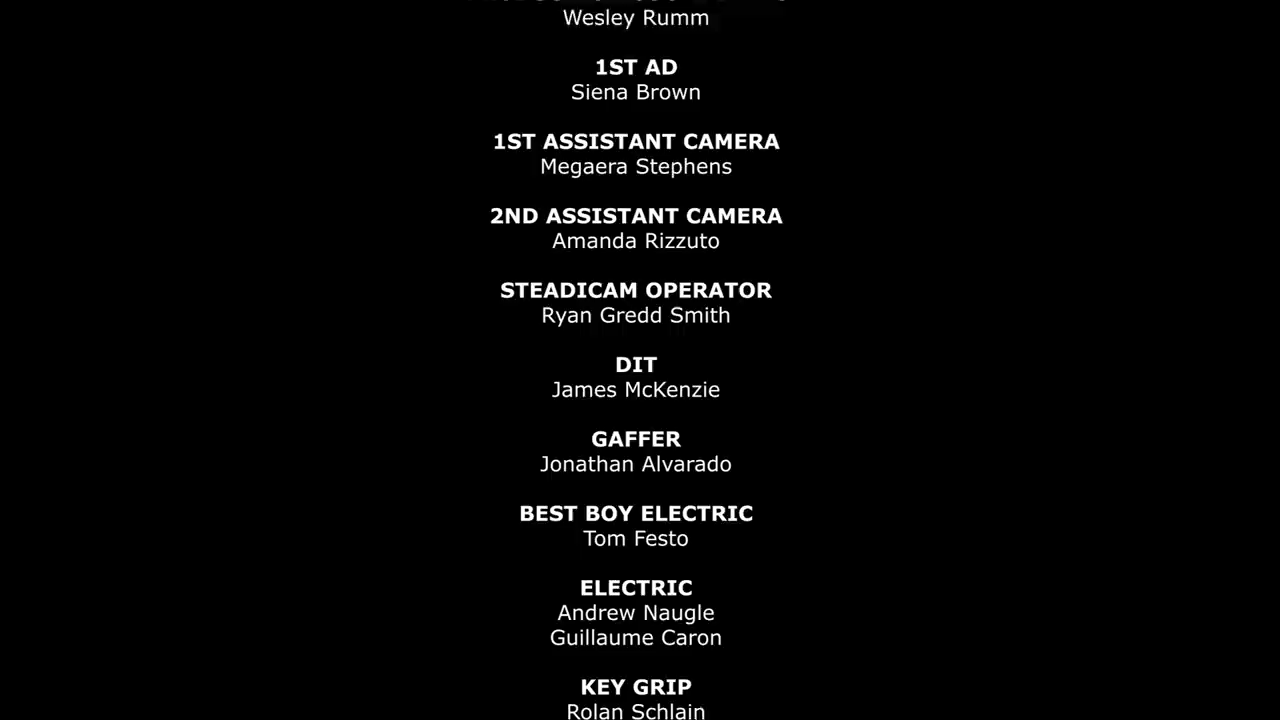 Wesley Rumm
1ST AD
Siena Brown
1ST ASSISTANT CAMERA
Megaera Stephens
2ND ASSISTANT CAMERA
Amanda Rizzuto
STEADICAM OPERATOR
Ryan Gredd Smith
DIT
James McKenzie
GAFFER
Jonathan Alvarado
BEST BOY ELECTRIC
Tom Festo
ELECTRIC
Andrew Naugle
Guillaume Caron
KEY GRIP
Rolan Schlain